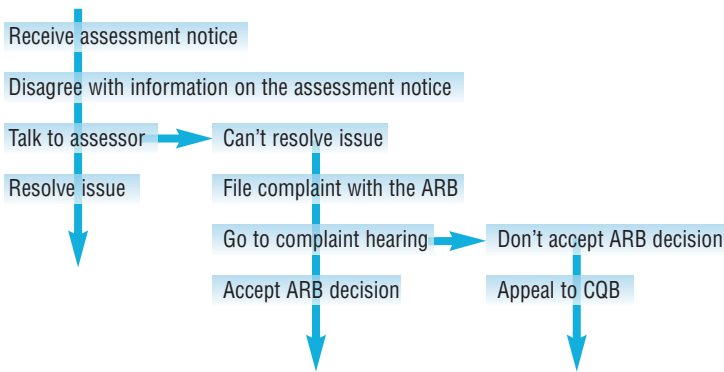 Receive assessment notice
Disagree with information on the assessment notice
Talk to assessor
Can't resolve issue
Resolve issue
File complaint with the ARB
Go to complaint hearing
Don't accept ARB decision
Accept ARB decision
Appeal to CQB